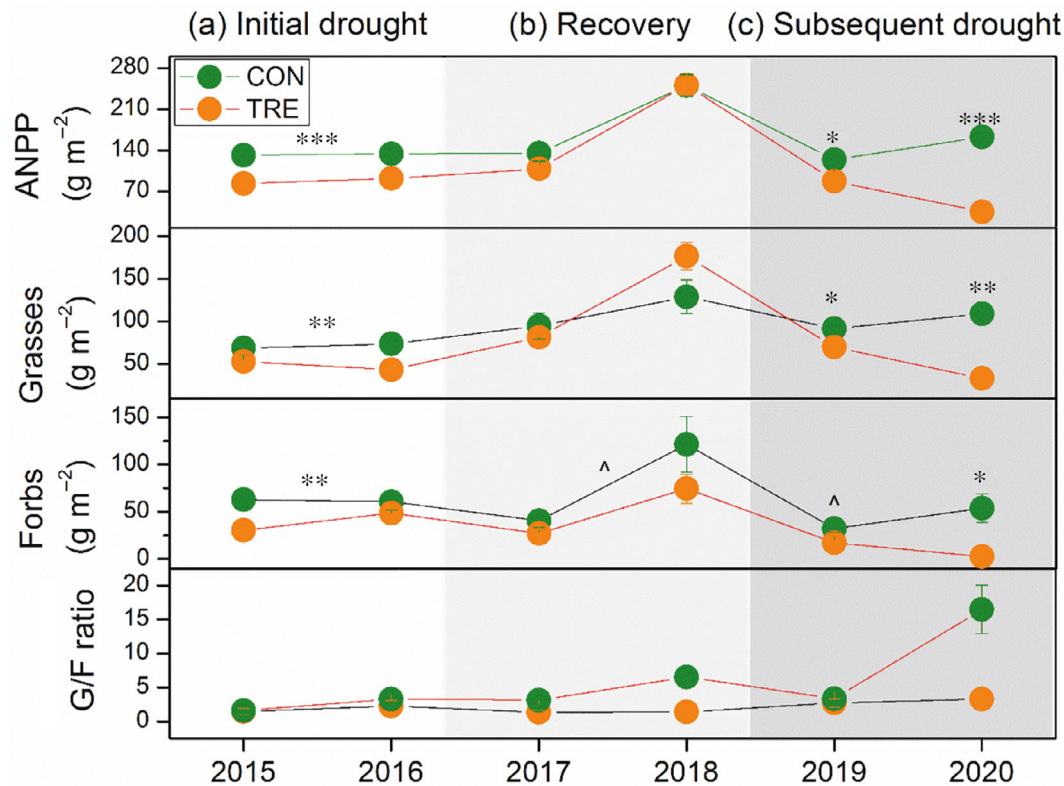 (a) Initial drought (b) Recovery (c) Subsequent drought
CON
TRE
ANPP
(g m−2)
280
210
140
70
***
*
***
Grasses
(g m−2)
200
150
100
50
**
*
**
Forbs
(g m−2)
150
100
50
0
**
^
^
*
G/F ratio
20
15
10
5
0
2015 2016 2017 2018 2019 2020